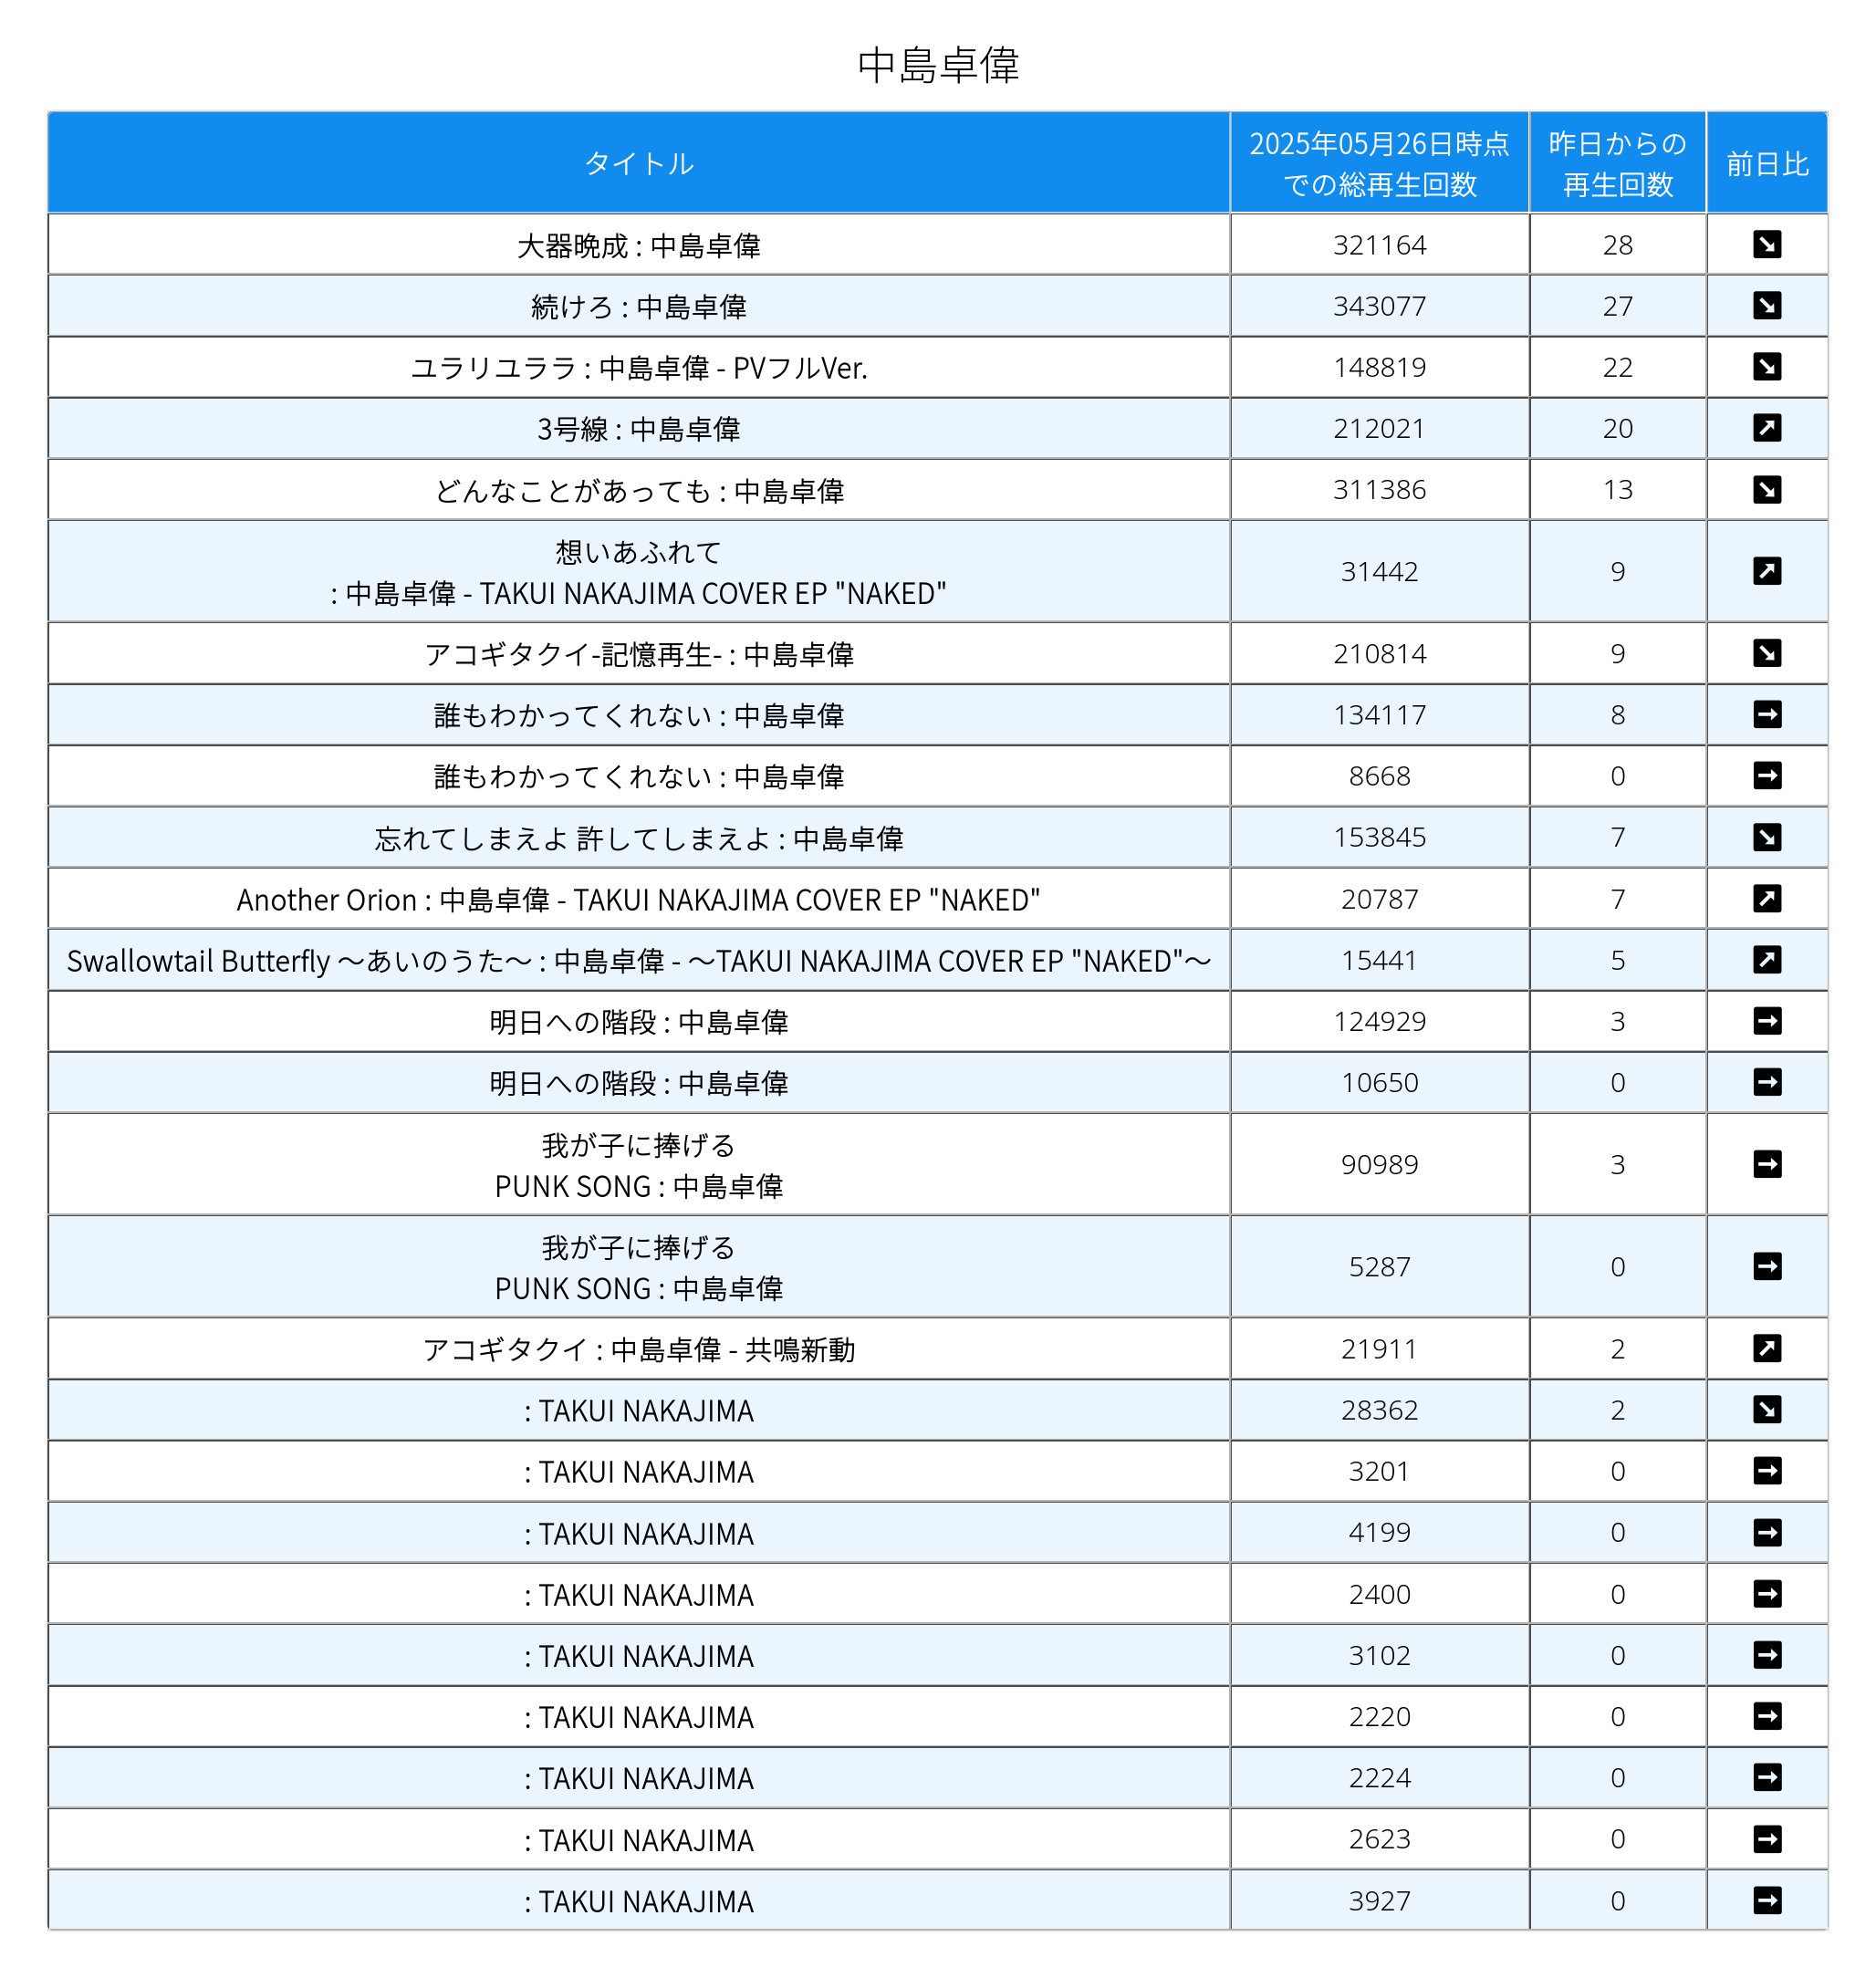 中島卓偉
タイトル 2025年05月26日時点 昨日からの 前日比
での総再生回数 再生回数
大器晩成 : 中島卓偉 321164 28 ↘
続けろ : 中島卓偉 343077 27 ↘
ユラリユララ : 中島卓偉 - PVフルVer. 148819 22 ↘
3号線 : 中島卓偉 212021 20 ↗
どんなことがあっても : 中島卓偉 311386 13 ↘
想いあふれて
: 中島卓偉 - TAKUI NAKAJIMA COVER EP "NAKED" 31442 9 ↗
アコギタクイ-記憶再生- : 中島卓偉 210814 9 ↘
誰もわかってくれない : 中島卓偉 134117 8 →
誰もわかってくれない : 中島卓偉 8668 0 →
忘れてしまえよ 許してしまえよ : 中島卓偉 153845 7 ↘
Another Orion : 中島卓偉 - TAKUI NAKAJIMA COVER EP "NAKED" 20787 7 ↗
Swallowtail Butterfly 〜あいのうた〜 : 中島卓偉 - 〜TAKUI NAKAJIMA COVER EP "NAKED"〜 15441 5 ↗
明日への階段 : 中島卓偉 124929 3 →
明日への階段 : 中島卓偉 10650 0 →
我が子に捧げる
PUNK SONG : 中島卓偉 90989 3 →
我が子に捧げる
PUNK SONG : 中島卓偉 5287 0 →
アコギタクイ : 中島卓偉 - 共鳴新動 21911 2 ↗
: TAKUI NAKAJIMA 28362 2 ↘
: TAKUI NAKAJIMA 3201 0 →
: TAKUI NAKAJIMA 4199 0 →
: TAKUI NAKAJIMA 2400 0 →
: TAKUI NAKAJIMA 3102 0 →
: TAKUI NAKAJIMA 2220 0 →
: TAKUI NAKAJIMA 2224 0 →
: TAKUI NAKAJIMA 2623 0 →
: TAKUI NAKAJIMA 3927 0 →